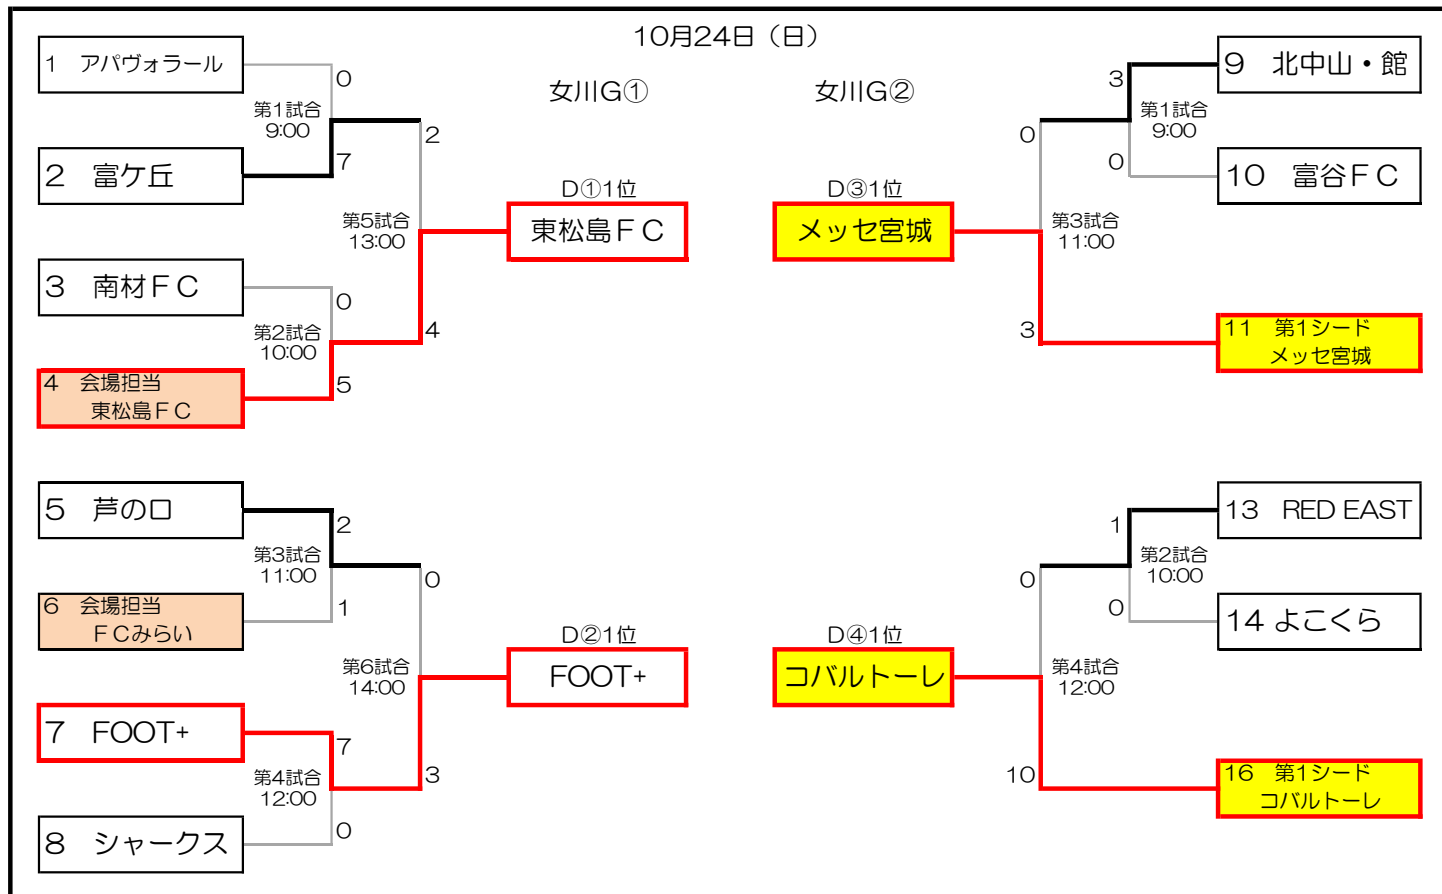 10月24日（日）
女川G①
女川G②
1 アパヴォラール
0
第1試合
9:00
2
7
2 富ケ丘
第5試合
13:00
D①1位
東松島ＦＣ
3 南材ＦＣ
0
第2試合
10:00
4
5
4 会場担当
東松島ＦＣ
5 芦の口
2
第3試合
11:00
0
1
6 会場担当
ＦＣみらい
第6試合
14:00
D②1位
FOOT+
7 FOOT+
7
第4試合
12:00
3
0
8 シャークス
9 北中山・館
3
第1試合
9:00
0
0
10 富谷ＦＣ
D③1位
メッセ宮城
第3試合
11:00
3
11 第1シード
メッセ宮城
13 RED EAST
1
第2試合
10:00
0
0
14 よこくら
D④1位
コバルトーレ
第4試合
12:00
10
16 第1シード
コバルトーレ